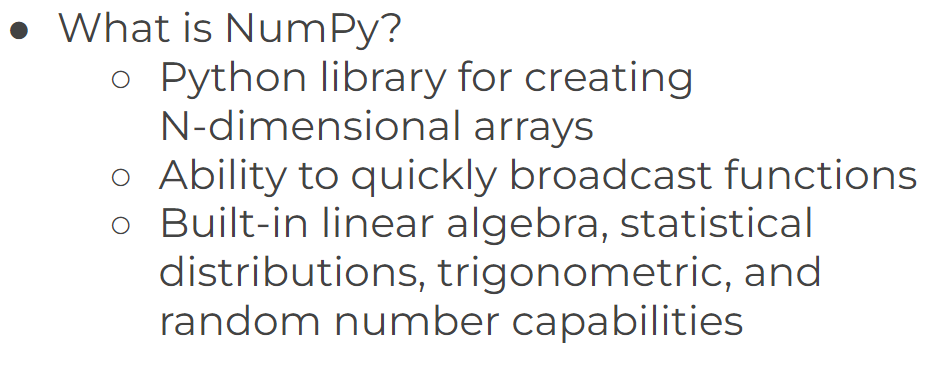 ● What is NumPy?
○ Python library for creating
N-dimensional arrays
○ Ability to quickly broadcast functions
○ Built-in linear algebra, statistical
distributions, trigonometric, and
random number capabilities